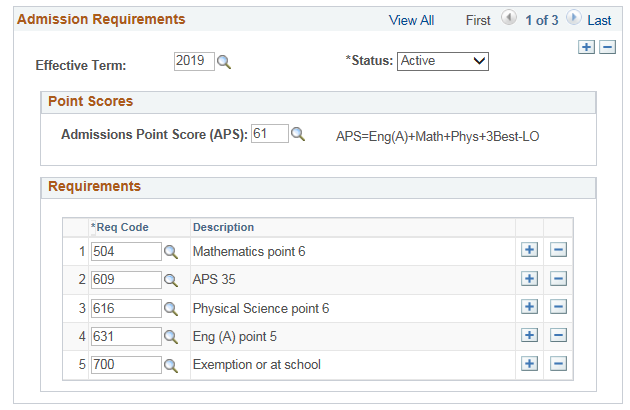 Admission Requirements View All First 1 of 3 Last
Effective Term: 2019 *Status: Active
Point Scores
Admissions Point Score (APS): 61 APS=Eng(A)+Math+Phys+3Best-LO
Requirements
*Req Code Description
1 504 Mathematics point 6
2 609 APS 35
3 616 Physical Science point 6
4 631 Eng (A) point 5
5 700 Exemption or at school